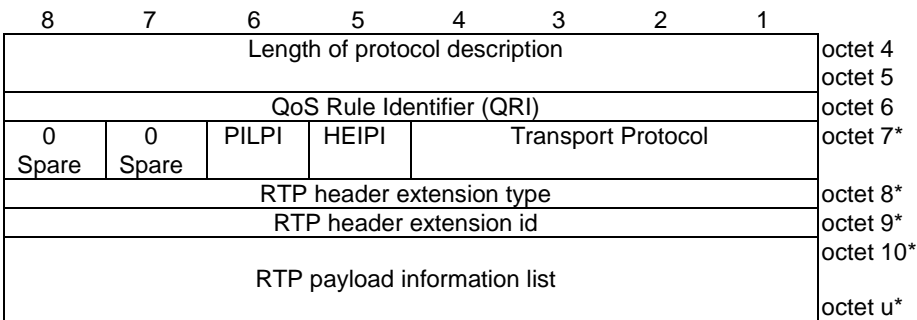 8 7 6 5 4 3 2 1
Length of protocol description octet 4
octet 5
QoS Rule Identifier (QRI) octet 6
0 0 PILPI HEIPI Transport Protocol octet 7*
Spare Spare
RTP header extension type octet 8*
RTP header extension id octet 9*
octet 10*
RTP payload information list
octet u*